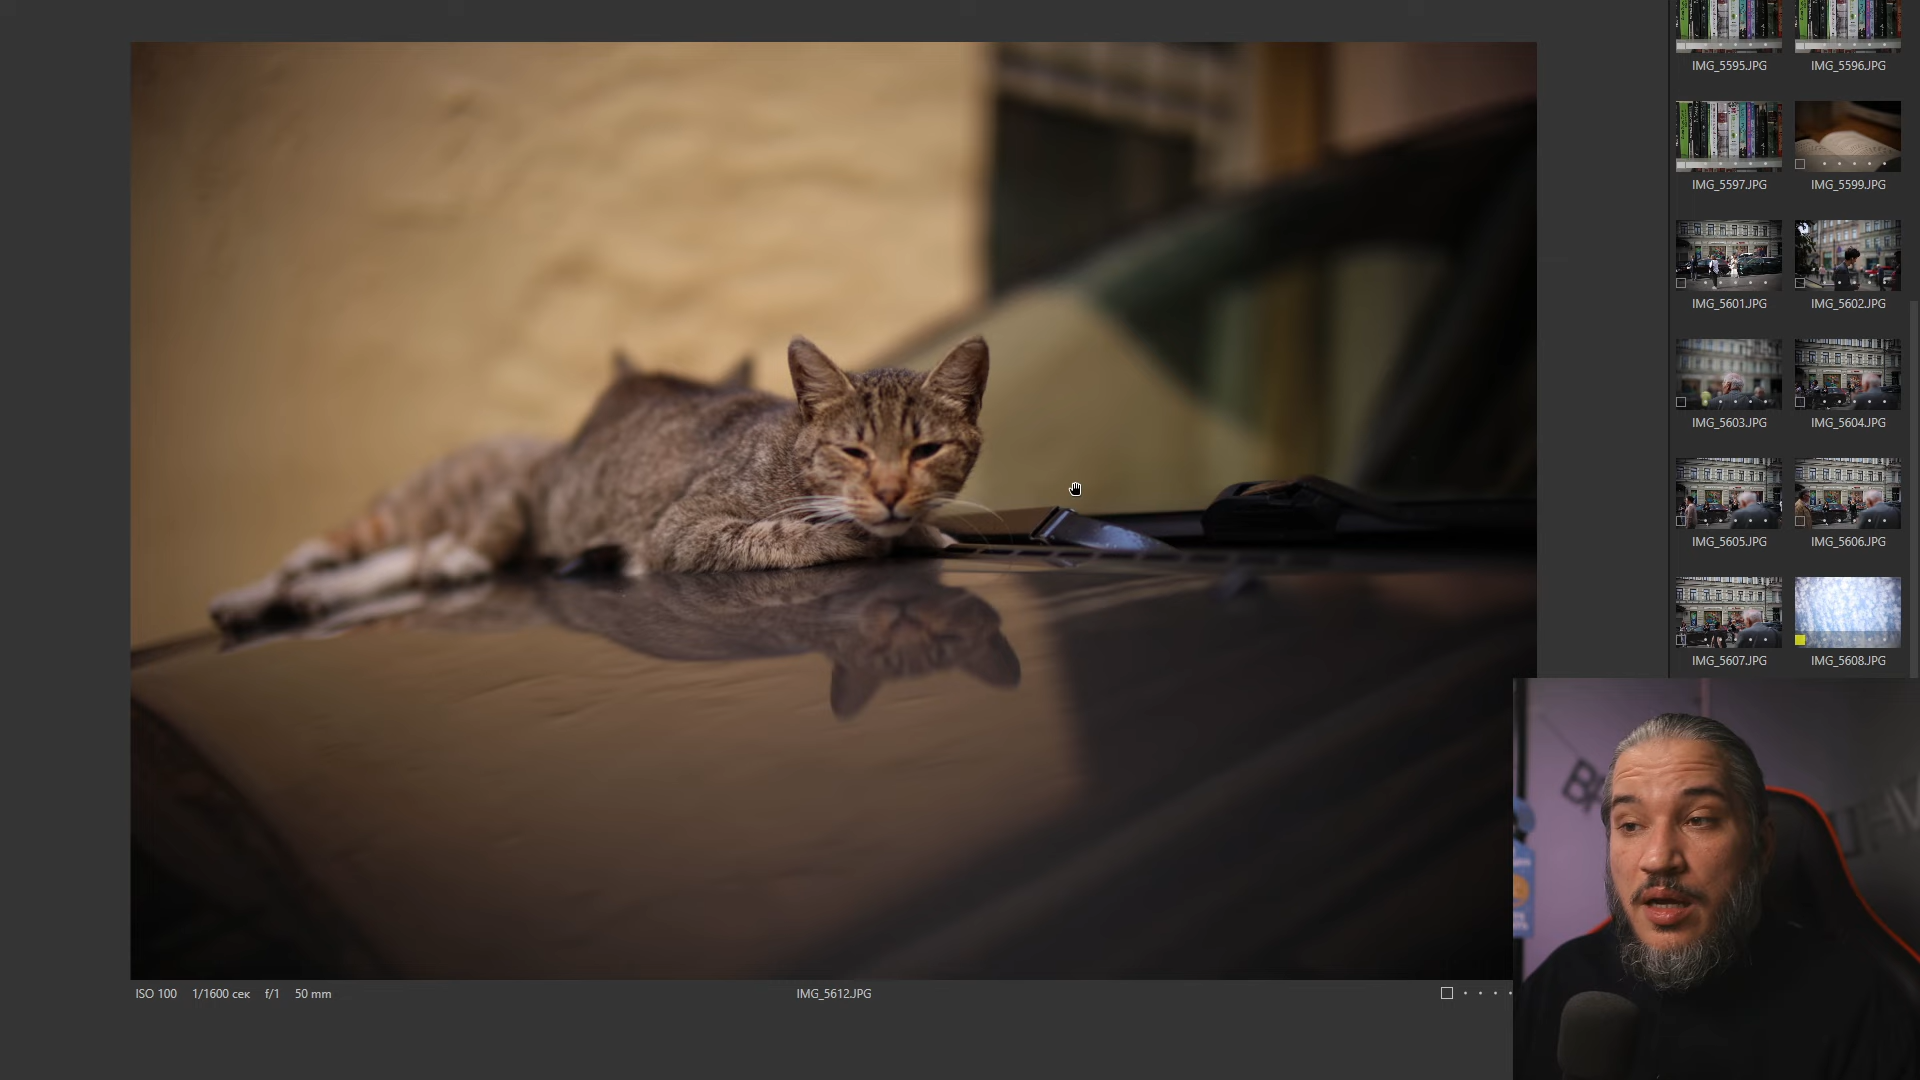 IMG_5595.JPG IMG_5596.JPG
IMG_5597.JPG IMG_5599.JPG
IMG_5601.JPG IMG_5602.JPG
IMG_5603.JPG IMG_5604.JPG
IMG_5605.JPG IMG_5606.JPG
IMG_5607.JPG IMG_5608.JPG
ISO 100 1/1600 сек f/1 50 mm IMG_5612.JPG